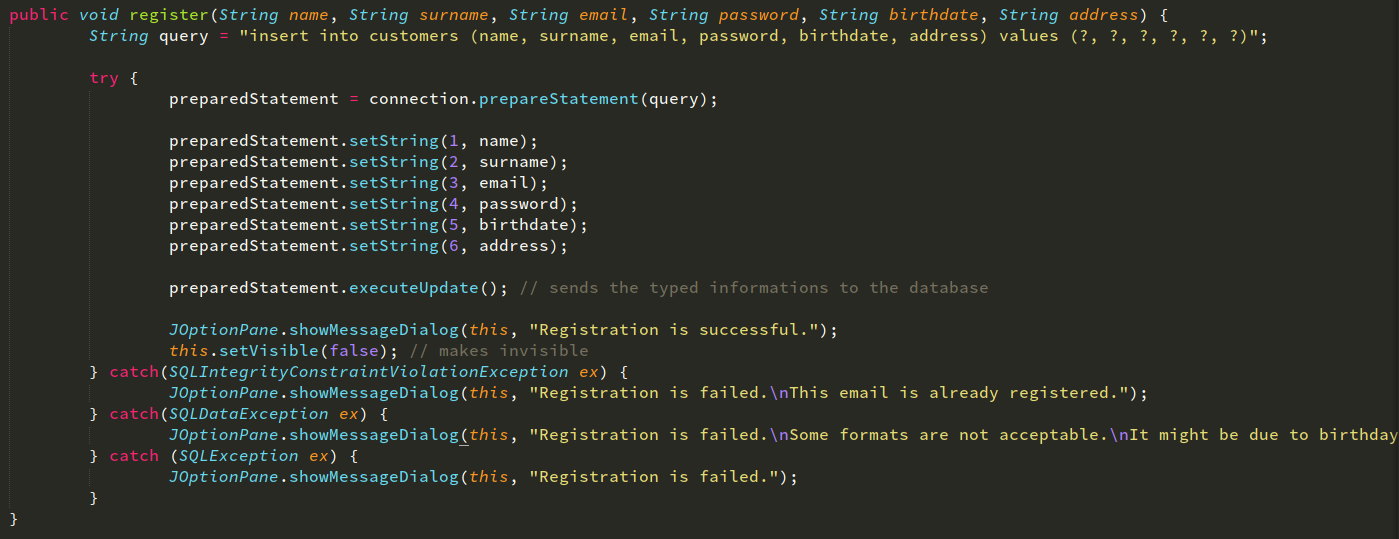 public void register(String name, String surname, String email, String password, String birthdate, String address) {
String query = "insert into customers (name, surname, email, password, birthdate, address) values (?, ?, ?, ?, ?, ?)";
try {
preparedStatement = connection.prepareStatement(query);
preparedStatement.setString(1, name);
preparedStatement.setString(2, surname);
preparedStatement.setString(3, email);
preparedStatement.setString(4, password);
preparedStatement.setString(5, birthdate);
preparedStatement.setString(6, address);
preparedStatement.executeUpdate(); // sends the typed informations to the database
JOptionPane.showMessageDialog(this, "Registration is successful.");
this.setVisible(false); // makes invisible
} catch(SQLIntegrityConstraintViolationException ex) {
JOptionPane.showMessageDialog(this, "Registration is failed.\nThis email is already registered.");
} catch(SQLDataException ex) {
JOptionPane.showMessageDialog(this, "Registration is failed.\nSome formats are not acceptable.\nIt might be due to birthday
} catch (SQLException ex) {
JOptionPane.showMessageDialog(this, "Registration is failed.");
}
}